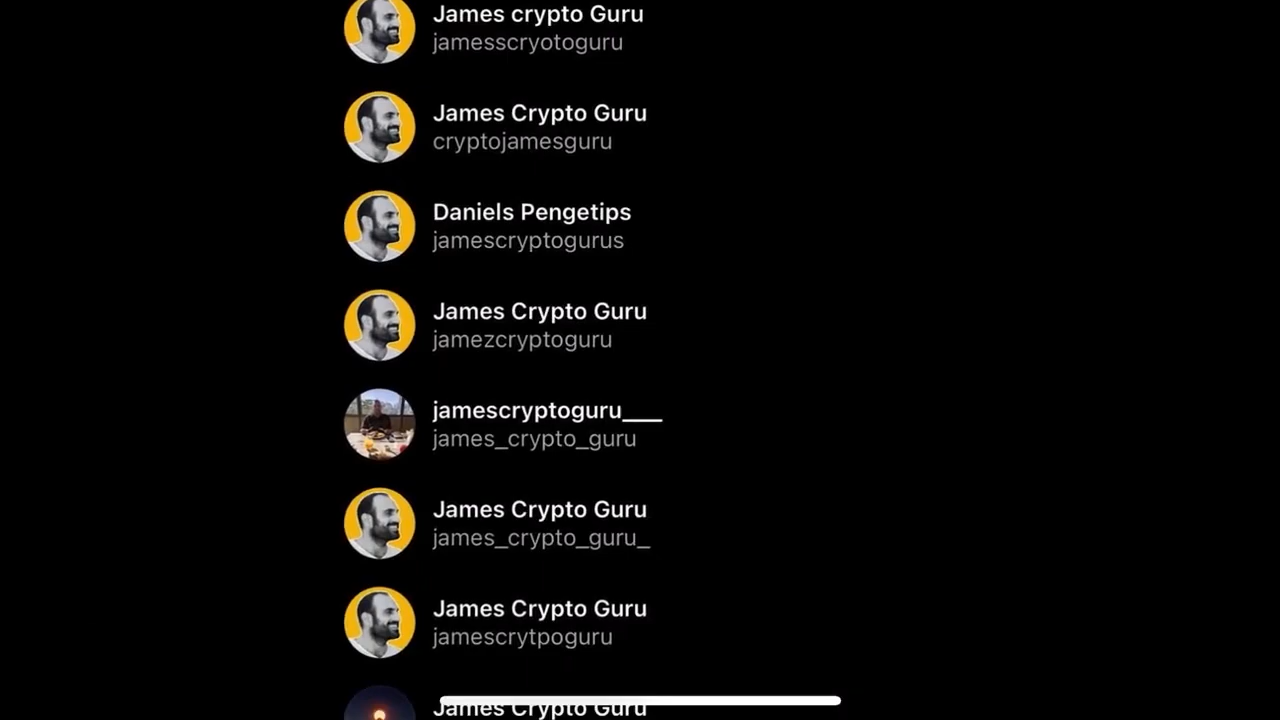 James crypto Guru
jamesscryotoguru
James Crypto Guru
cryptojamesguru
Daniels Pengetips
jamescryptogurus
James Crypto Guru
jamezcryptoguru
jamescryptoguru____
james_crypto_guru
James Crypto Guru
james_crypto_guru_
James Crypto Guru
jamescrytpoguru
James Crypto Guru